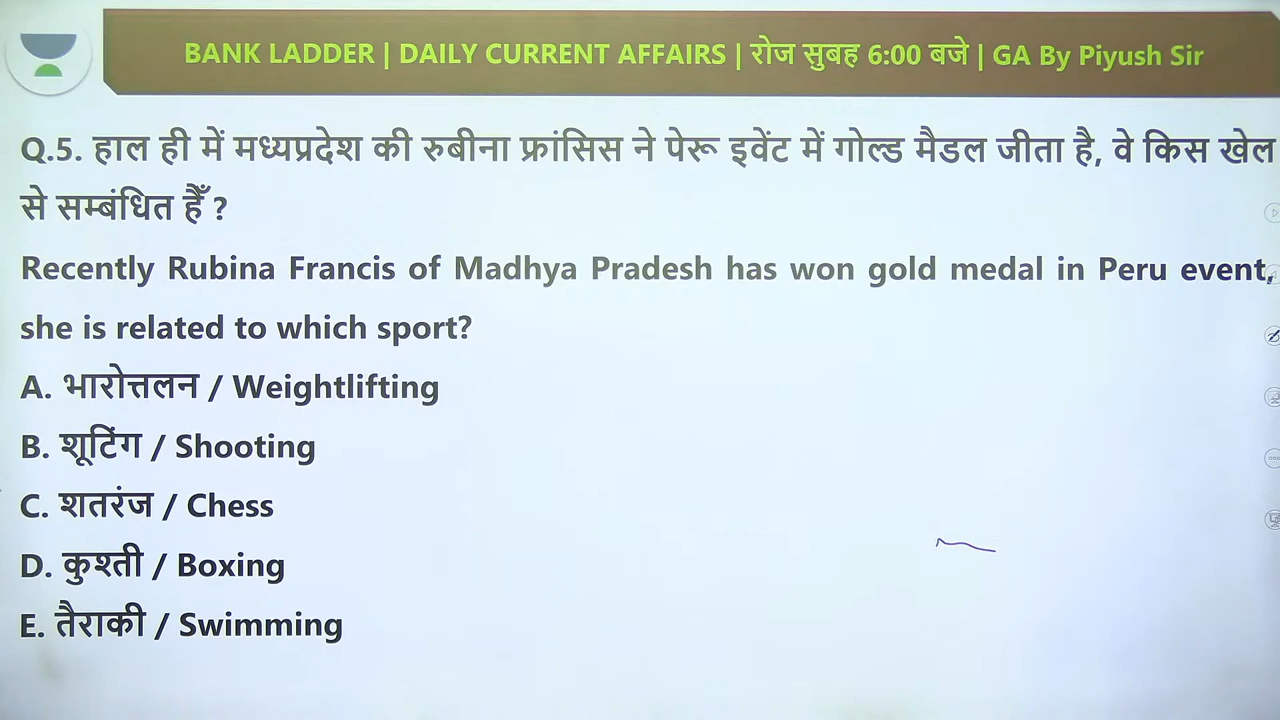 BANK LADDER | DAILY CURRENT AFFAIRS | रोज सुबह 6:00 बजे | GA By Piyush Sir
Q.5. हाल ही में मध्यप्रदेश की रुबीना फ्रांसिस ने पेरू इवेंट में गोल्ड मैडल जीता है, वे किस खेल
से सम्बंधित हैँ ?
Recently Rubina Francis of Madhya Pradesh has won gold medal in Peru event,
she is related to which sport?
A. भारोत्तलन / Weightlifting
B. शूटिंग / Shooting
C. शतरंज / Chess
D. कुश्ती / Boxing
E. तैराकी / Swimming